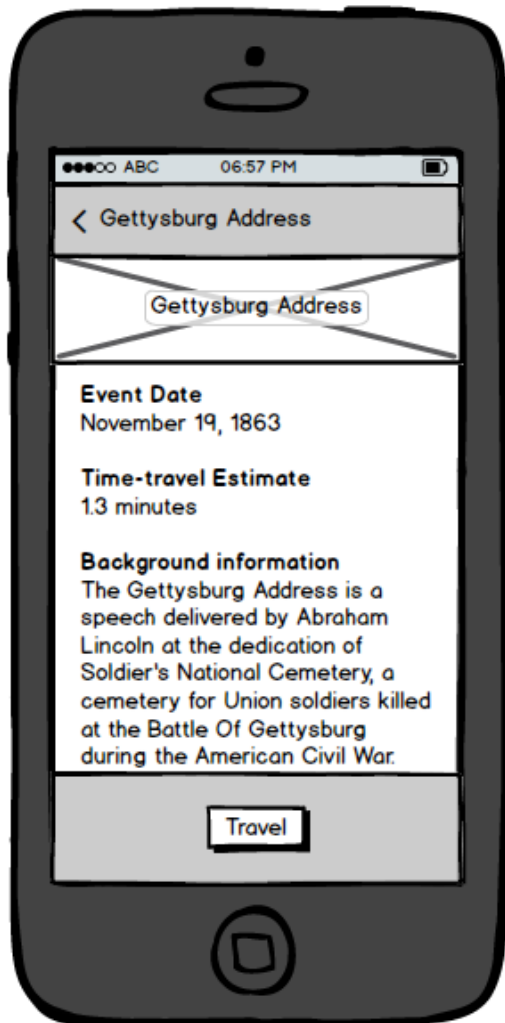 ABC 06:57 PM
< Gettysburg Address
Gettysburg Address
Event Date
November 19, 1863
Time-travel Estimate
1.3 minutes
Background information
The Gettysburg Address is a
speech delivered by Abraham
Lincoln at the dedication of
Soldier's National Cemetery, a
cemetery for Union soldiers killed
at the Battle Of Gettysburg
during the American Civil War.
Travel